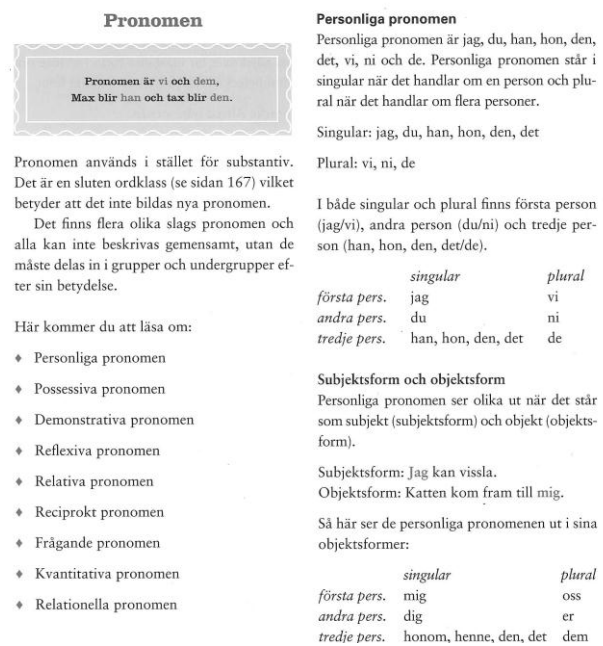 Pronomen
Pronomen är vi och dem,
Max blir han och tax blir den.
Pronomen används i stället för substantiv.
Det är en sluten ordklass (se sidan 167) vilket
betyder att det inte bildas nya pronomen.
Det finns flera olika slags pronomen och
alla kan inte beskrivas gemensamt, utan de
måste delas in i grupper och undergrupper ef-
ter sin betydelse.
Här kommer du att läsa om:
♦ Personliga pronomen
♦ Possessiva pronomen
♦ Demonstrativa pronomen
♦ Reflexiva pronomen
♦ Relativa pronomen
♦ Reciprokt pronomen
♦ Frågande pronomen
♦ Kvantitativa pronomen
♦ Relationella pronomen
Personliga pronomen
Personliga pronomen är jag, du, han, hon, den,
det, vi, ni och de. Personliga pronomen står i
singular när det handlar om en person och plu-
ral när det handlar om flera personer.
Singular: jag, du, han, hon, den, det
Plural: vi, ni, de
I både singular och plural finns första person
(jag/vi), andra person (du/ni) och tredje per-
son (han, hon, den, det/de).
singular plural
första pers. jag vi
andra pers. du ni
tredje pers. han, hon, den, det de
Subjektsform och objektsform
Personliga pronomen ser olika ut när det står
som subjekt (subjektsform) och objekt (objekts-
form).
Subjektsform: Jag kan vissla.
Objektsform: Katten kom fram till mig.
Så här ser de personliga pronomenen ut i sina
objektsformer:
singular plural
första pers. mig oss
andra pers. dig er
tredje pers. honom, henne, den, det dem